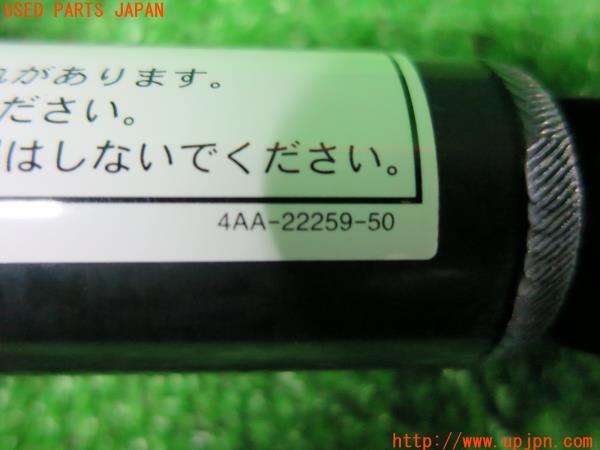 USED PARTS JAPAN
があります。
ださい。
はしないでください。
4AA-22259-50
http://www.upjpn.com/